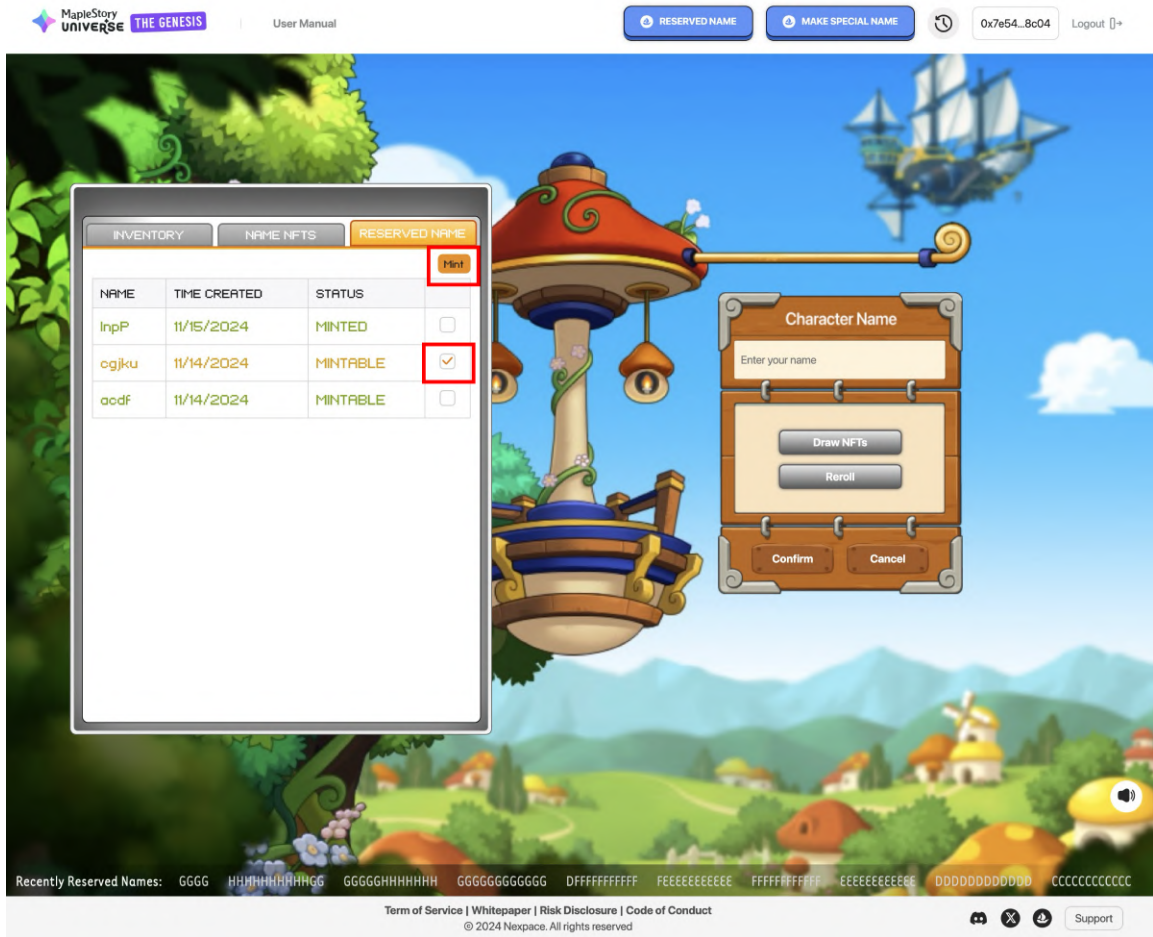 MapleStory
UNIVERSE THE GENESIS
User Manual
RESERVED NAME
MAKE SPECIAL NAME
0x7e54...8c04
Logout
INVENTORY NAME NFTS RESERVED NAME
Mint
NAME TIME CREATED STATUS
InpP 11/15/2024 MINTED
cgjku 11/14/2024 MINTABLE
acdf 11/14/2024 MINTABLE
Character Name
Enter your name
Draw NFTs
Reroll
Confirm Cancel
Recently Reserved Names: GGGG HHHHHHHHHHGG GGGGGHHHHHHH GGGGGGGGGGGG DFFFFFFFFFFF FEEEEEEEEEEE FFFFFFFFFFFF EEEEEEEEEEEE DDDDDDDDDDDD CCCCCCCCCCCC
Term of Service | Whitepaper | Risk Disclosure | Code of Conduct
© 2024 Nexpace. All rights reserved
Support